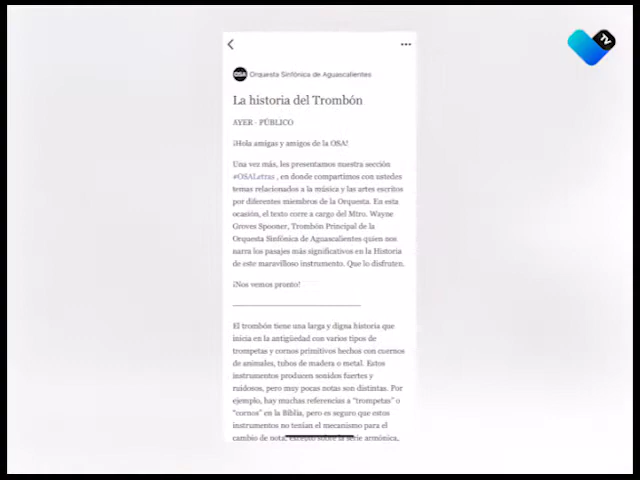 TV
OSA Orquesta Sinfónica de Aguascalientes
La historia del Trombón
AYER · PÚBLICO
¡Hola amigas y amigos de la OSA!
Una vez más, les presentamos nuestra sección
#OSALetras , en donde compartimos con ustedes
temas relacionados a la música y las artes escritos
por diferentes miembros de la Orquesta. En esta
ocasión, el texto corre a cargo del Mtro. Wayne
Groves Spooner, Trombón Principal de la
Orquesta Sinfónica de Aguascalientes quien nos
narra los pasajes más significativos en la Historia
de este maravilloso instrumento. Que lo disfruten.
¡Nos vemos pronto!
El trombón tiene una larga y digna historia que
inicia en la antigüedad con varios tipos de
trompetas y cornos primitivos hechos con cuernos
de animales, tubos de madera o metal. Estos
instrumentos producen sonidos fuertes y
ruidosos, pero muy pocas notas son distintas. Por
ejemplo, hay muchas referencias a “trompetas” o
“cornos” en la Biblia, pero es seguro que estos
instrumentos no tenían el mecanismo para el
cambio de nota, excepto sobre la serie armónica,